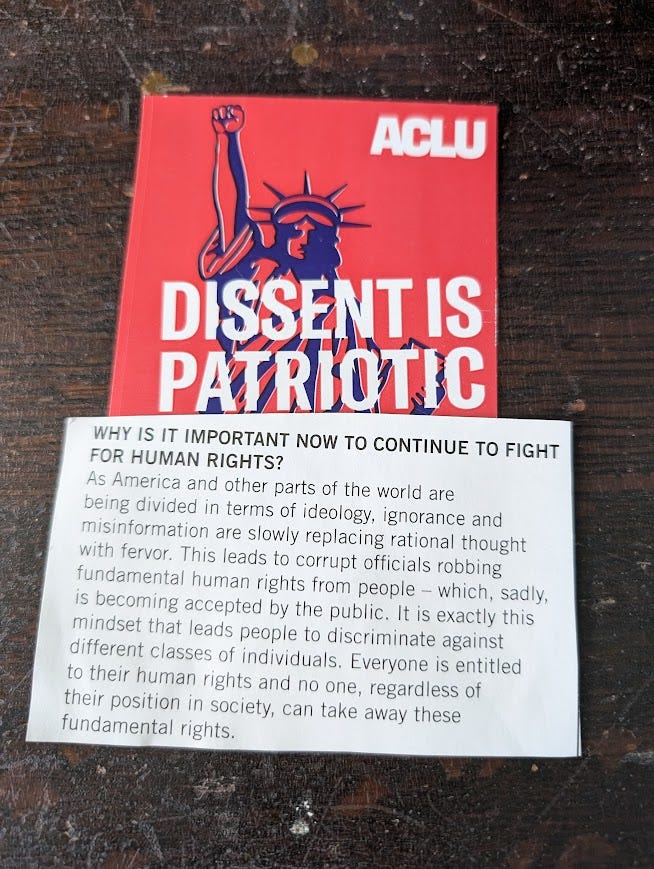 ACLU
DISSENT IS
PATRIOTIC
WHY IS IT IMPORTANT NOW TO CONTINUE TO FIGHT
FOR HUMAN RIGHTS?
As America and other parts of the world are
being divided in terms of ideology, ignorance and
misinformation are slowly replacing rational thought
with fervor. This leads to corrupt officials robbing
fundamental human rights from people – which, sadly,
is becoming accepted by the public. It is exactly this
mindset that leads people to discriminate against
different classes of individuals. Everyone is entitled
to their human rights and no one, regardless of
their position in society, can take away these
fundamental rights.